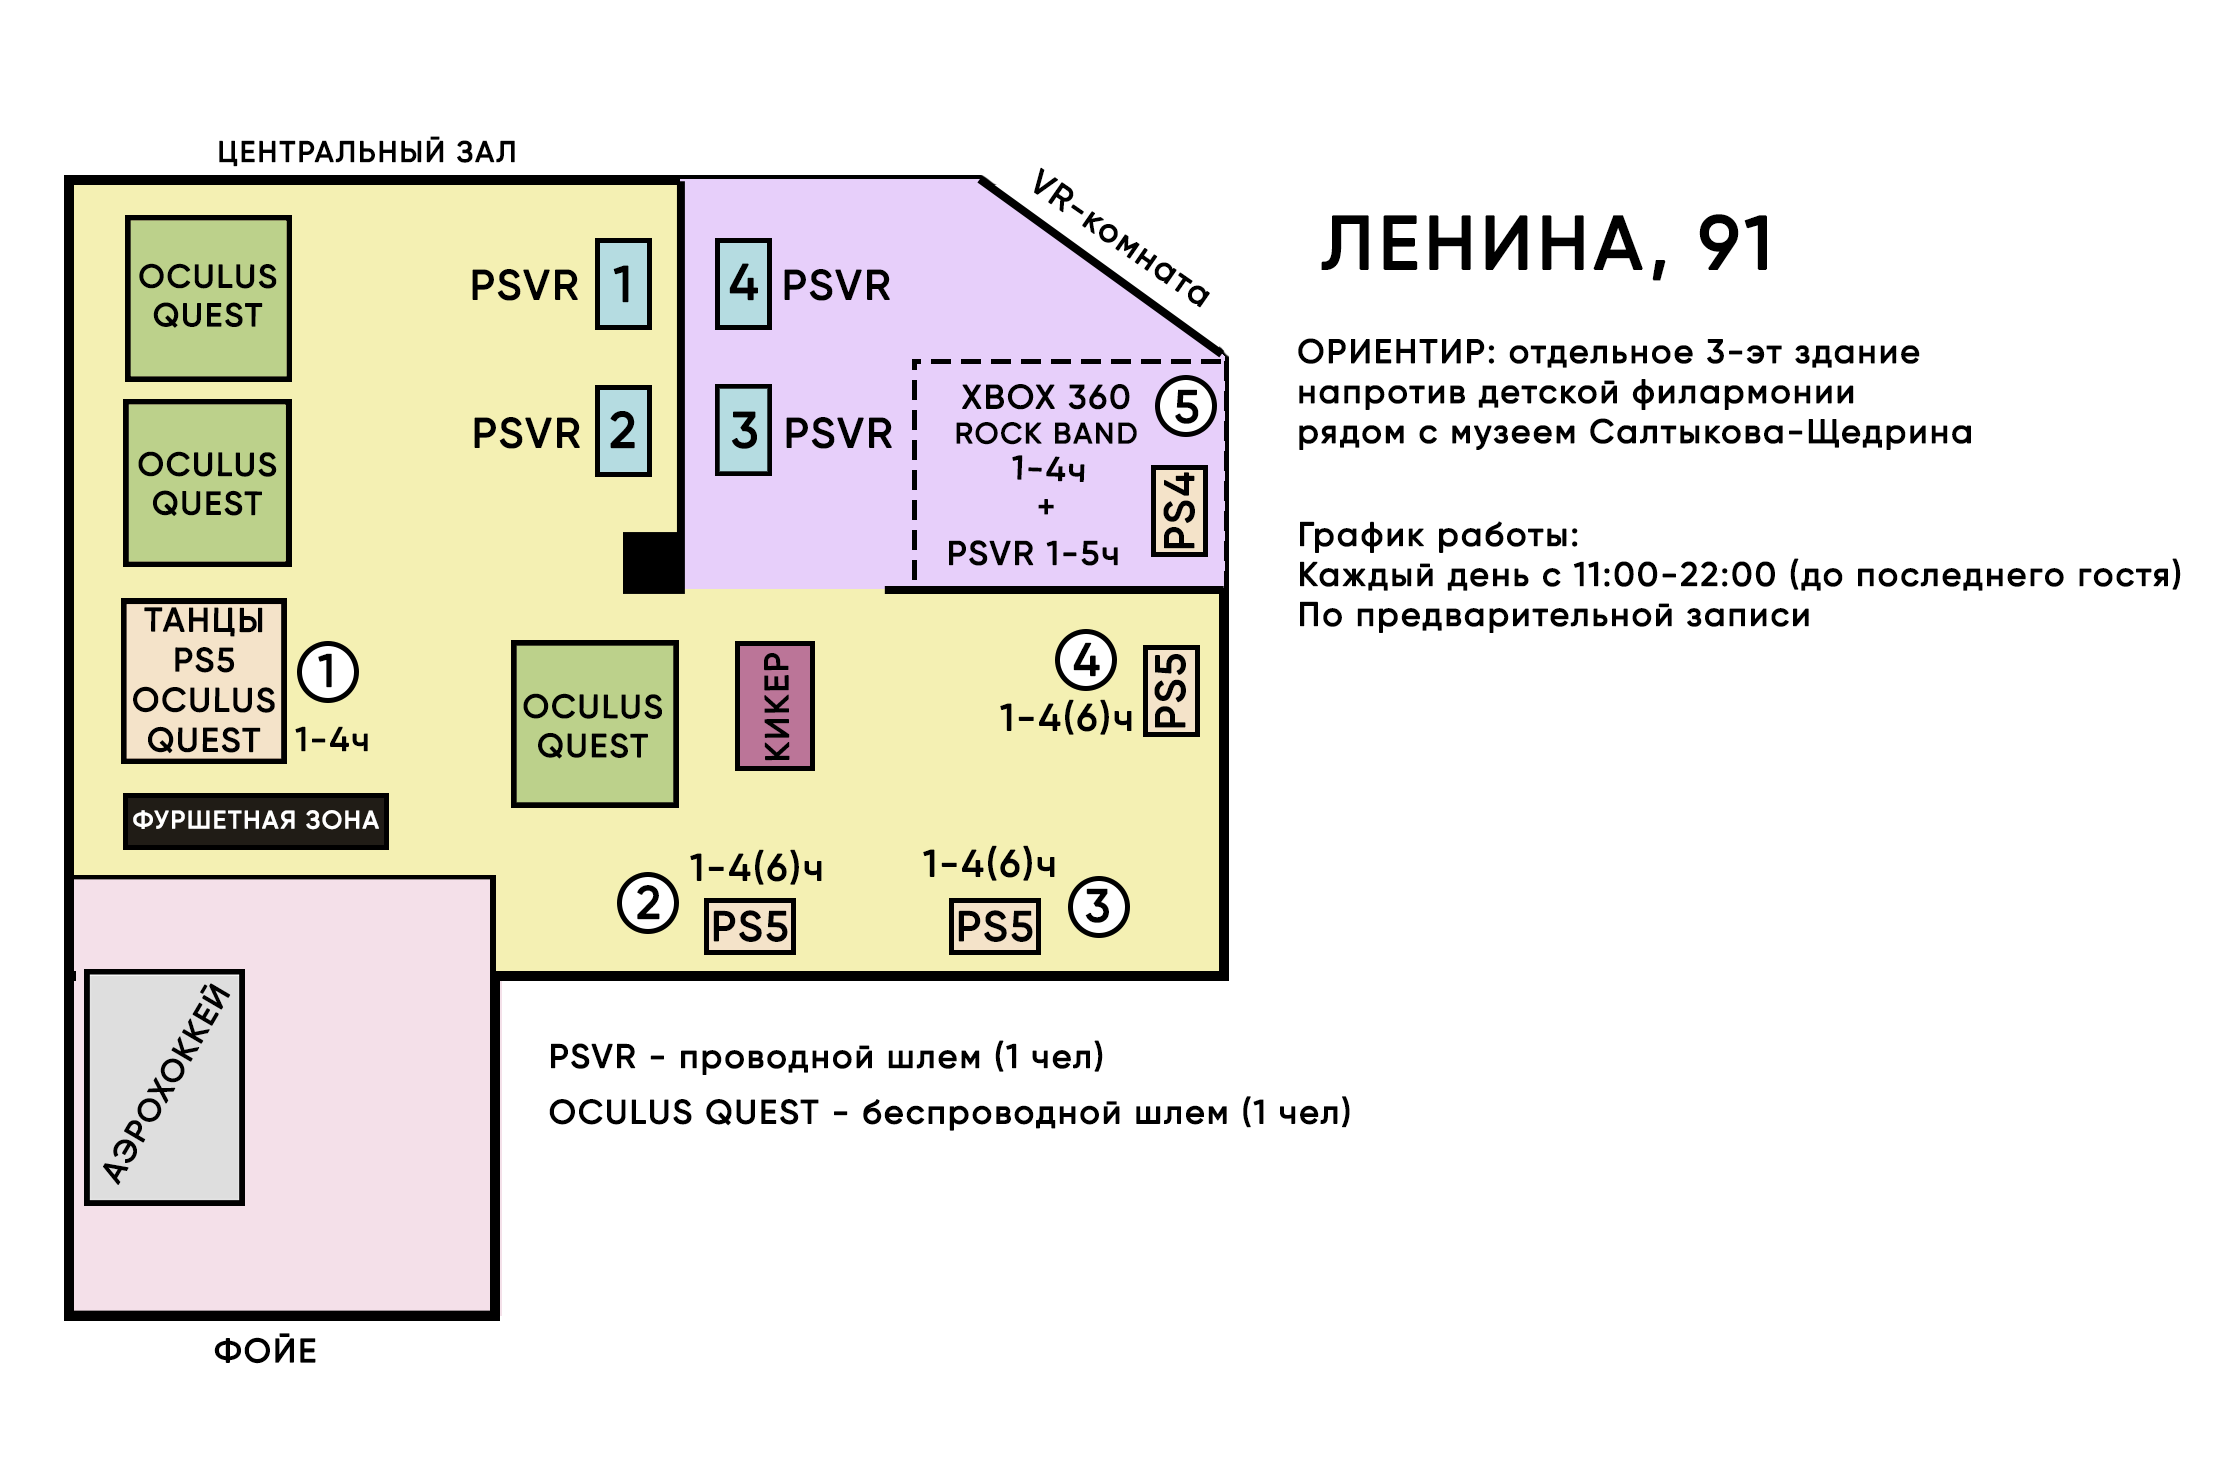 ЦЕНТРАЛЬНЫЙ ЗАЛ
VR-комната
OCULUS
QUEST
PSVR 1
4 PSVR
OCULUS
QUEST
PSVR 2
3 PSVR
XBOX 360
ROCK BAND
1-4ч
+
PSVR 1-5ч
5
PS4
ТАНЦЫ
PS5
OCULUS
QUEST
1
1-4ч
OCULUS
QUEST
КИКЕР
4
1-4(6)ч
PS5
ФУРШЕТНАЯ ЗОНА
1-4(6)ч
2
PS5
1-4(6)ч
PS5
3
АЭРОХОККЕЙ
ФОЙЕ
PSVR - проводной шлем (1 чел)
OCULUS QUEST - беспроводной шлем (1 чел)
ЛЕНИНА, 91
ОРИЕНТИР: отдельное 3-эт здание
напротив детской филармонии
рядом с музеем Салтыкова-Щедрина
График работы:
Каждый день с 11:00-22:00 (до последнего гостя)
По предварительной записи